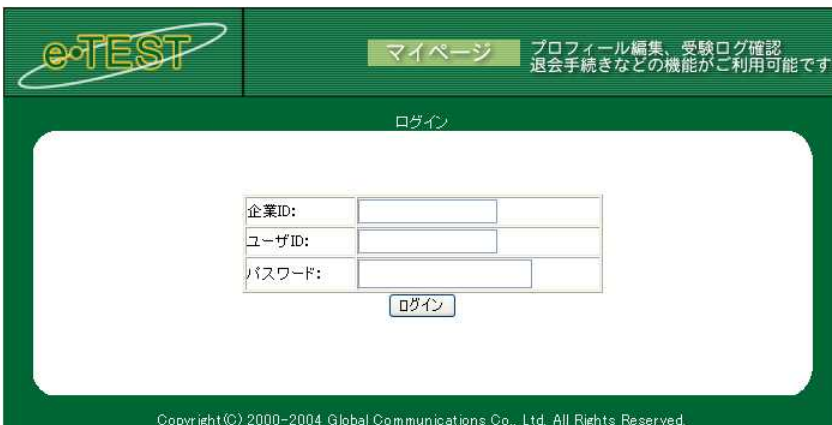 e•TEST
マイページ
プロフィール編集、受験ログ確認
退会手続きなどの機能がご利用可能です
ログイン
企業ID:
ユーザID:
パスワード:
ログイン
Copyright(C) 2000-2004 Global Communications Co., Ltd. All Rights Reserved.